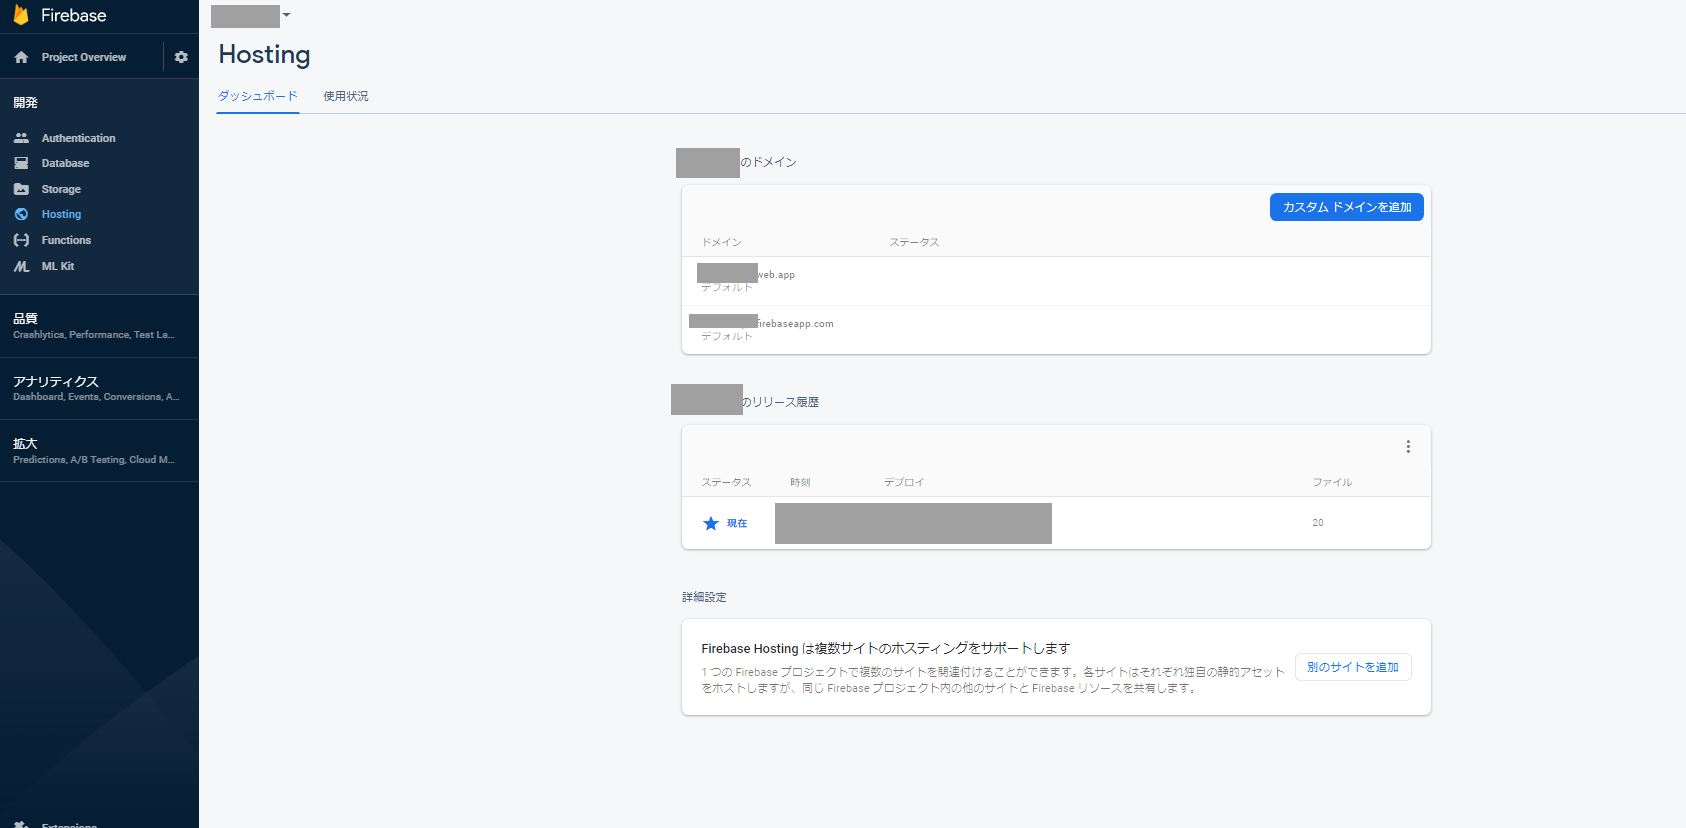 Firebase
Project Overview
開発
Authentication
Database
Storage
Hosting
Functions
ML Kit
品質
Crashlytics, Performance, Test La...
アナリティクス
Dashboard, Events, Conversions, A...
拡大
Predictions, A/B Testing, Cloud M...
Extensions
Hosting
ダッシュボード 使用状況
のドメイン
カスタム ドメインを追加
ドメイン ステータス
web.app
デフォルト
firebaseapp.com
デフォルト
のリリース履歴
ステータス 時刻 デプロイ ファイル
現在 20
詳細設定
Firebase Hosting は複数サイトのホスティングをサポートします
1 つの Firebase プロジェクトで複数のサイトを関連付けることができます。各サイトはそれぞれ独自の静的アセット
をホストしますが、同じ Firebase プロジェクト内の他のサイトと Firebase リソースを共有します。
別のサイトを追加